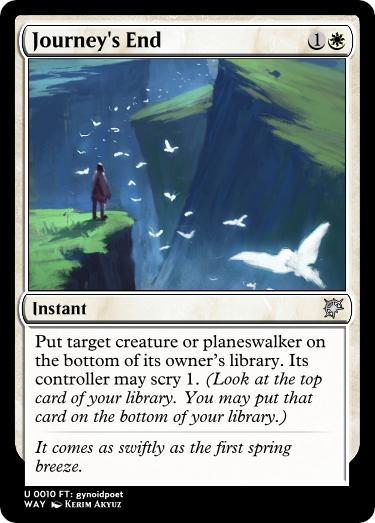 Journey's End 1
Instant
Put target creature or planeswalker on
the bottom of its owner's library. Its
controller may scry 1. (Look at the top
card of your library. You may put that
card on the bottom of your library.)
It comes as swiftly as the first spring
breeze.
U 0010 FT: gynoidpoet
WAY Kerim Akyuz